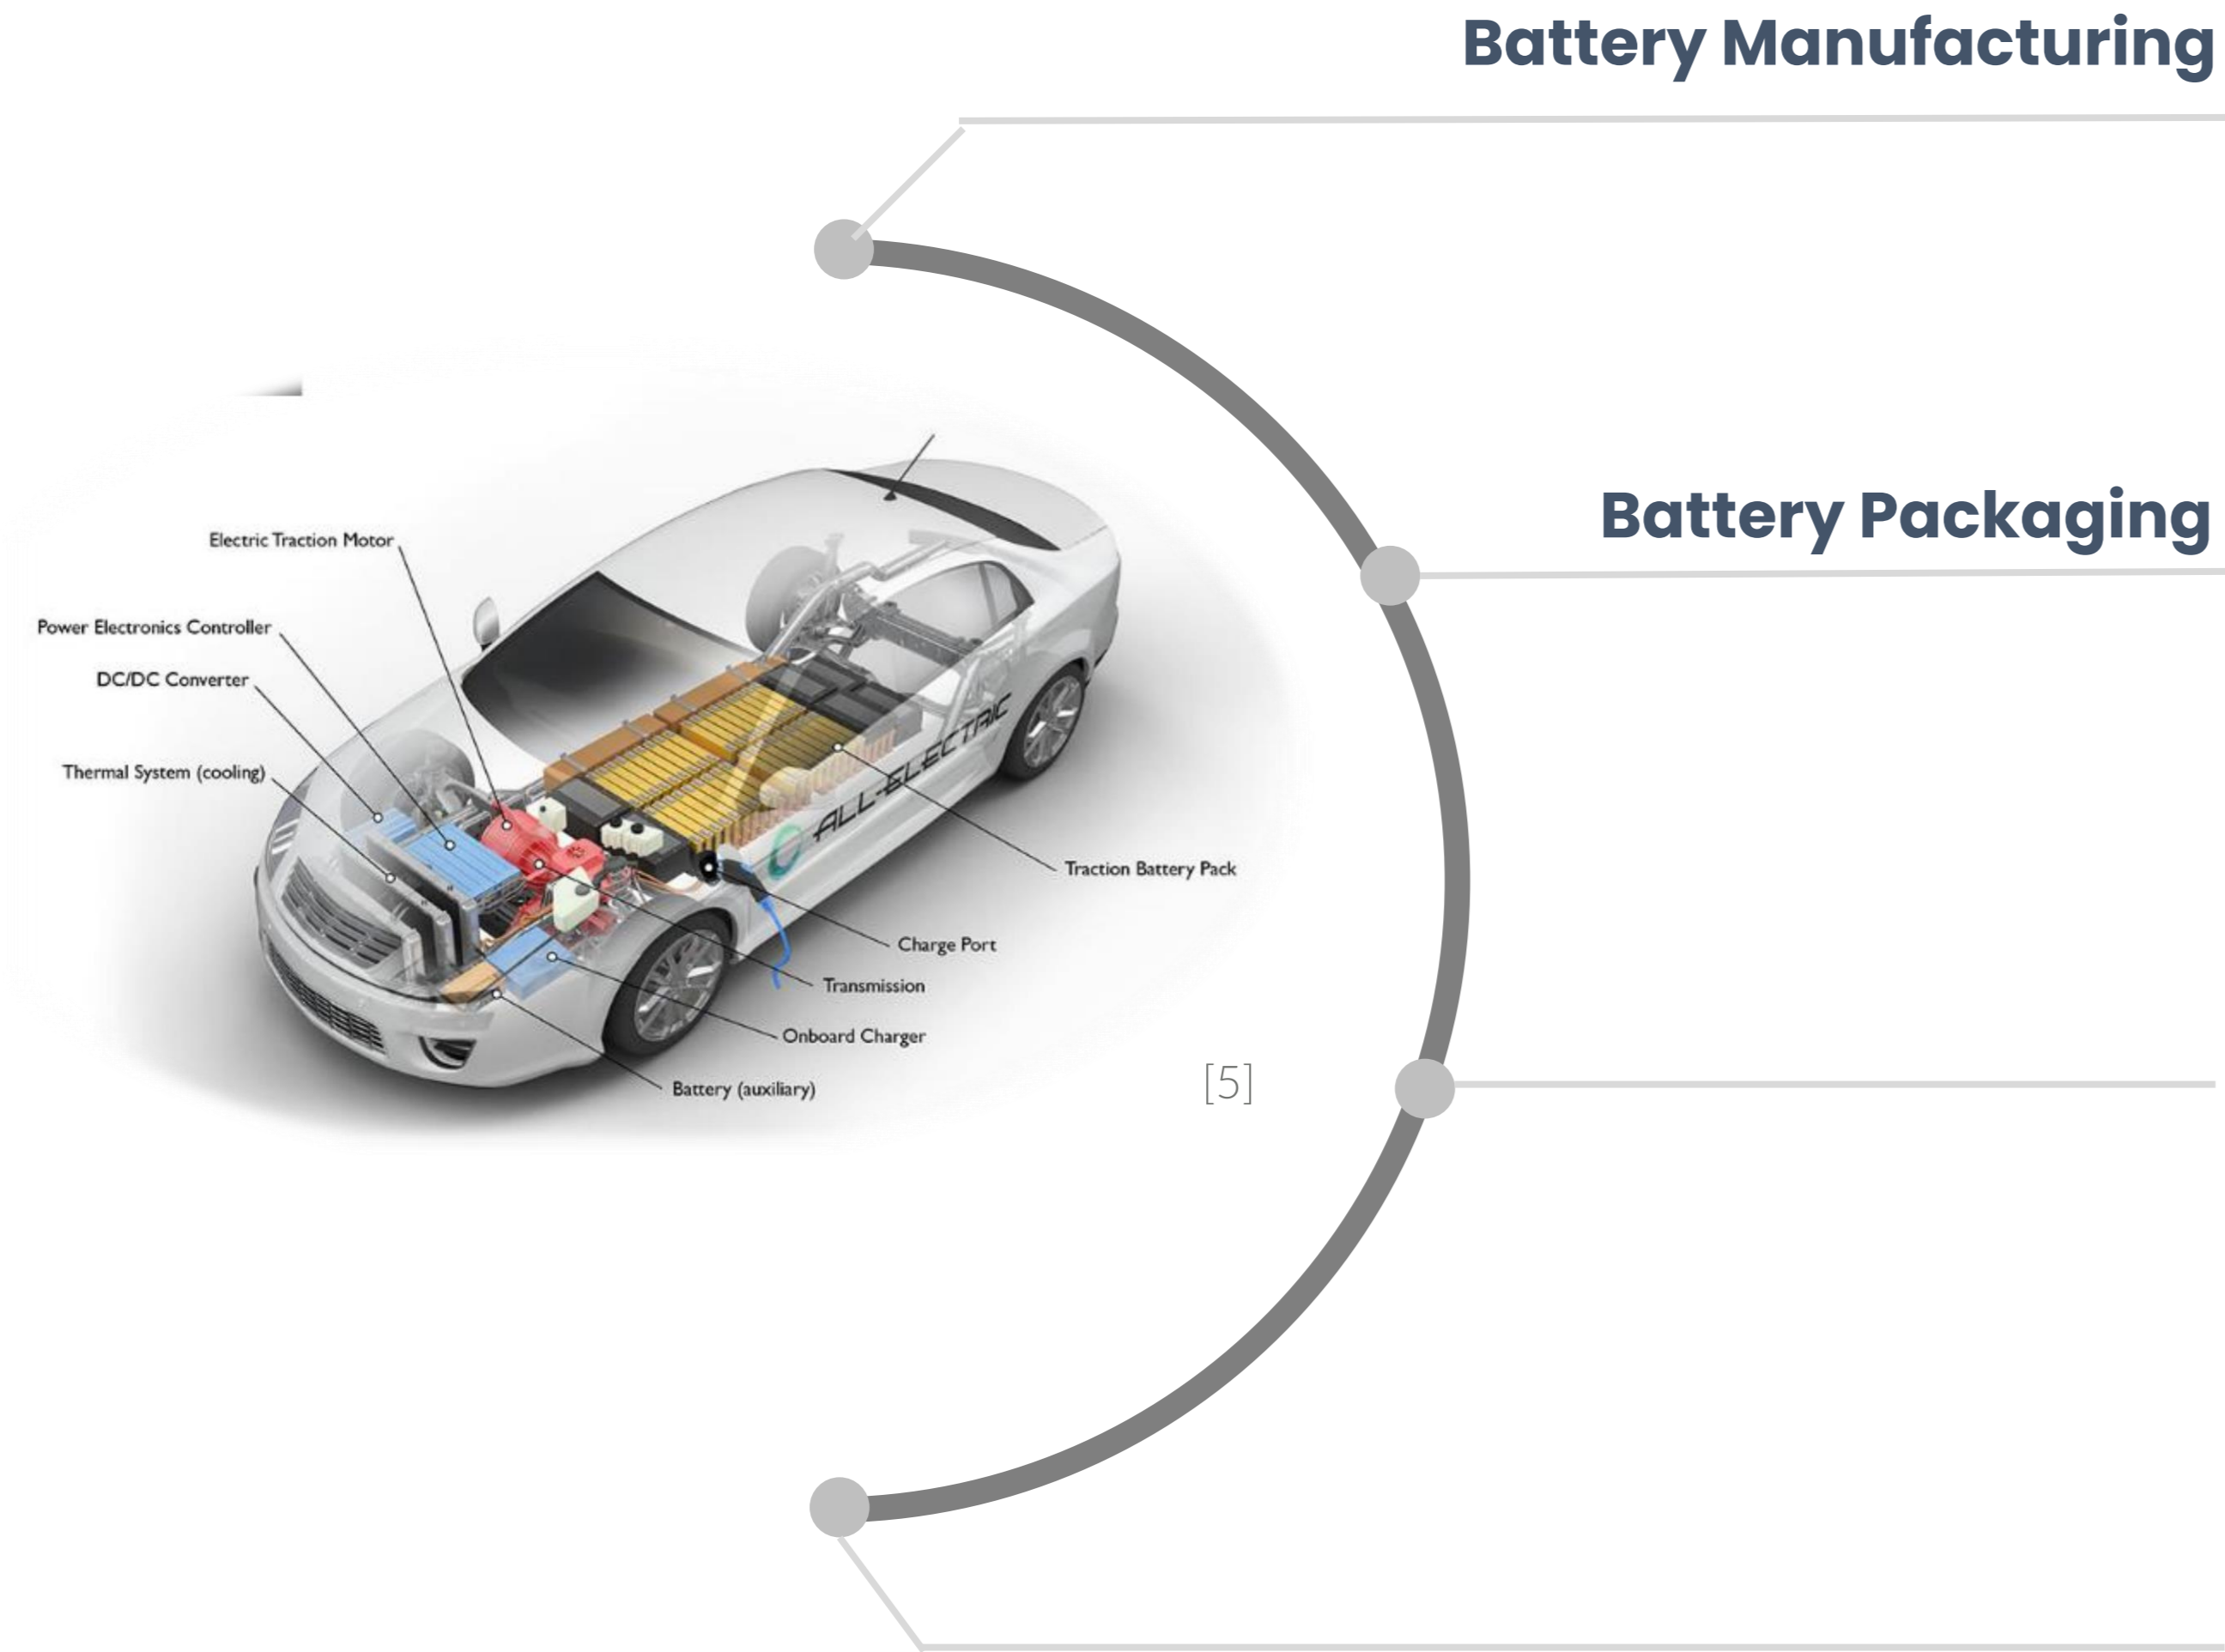 Battery Manufacturing
Battery Packaging
Electric Traction Motor
Power Electronics Controller
DC/DC Converter
Thermal System (cooling)
ALL-ELECTRIC
Traction Battery Pack
Charge Port
Transmission
Onboard Charger
[5]
Battery (auxiliary)